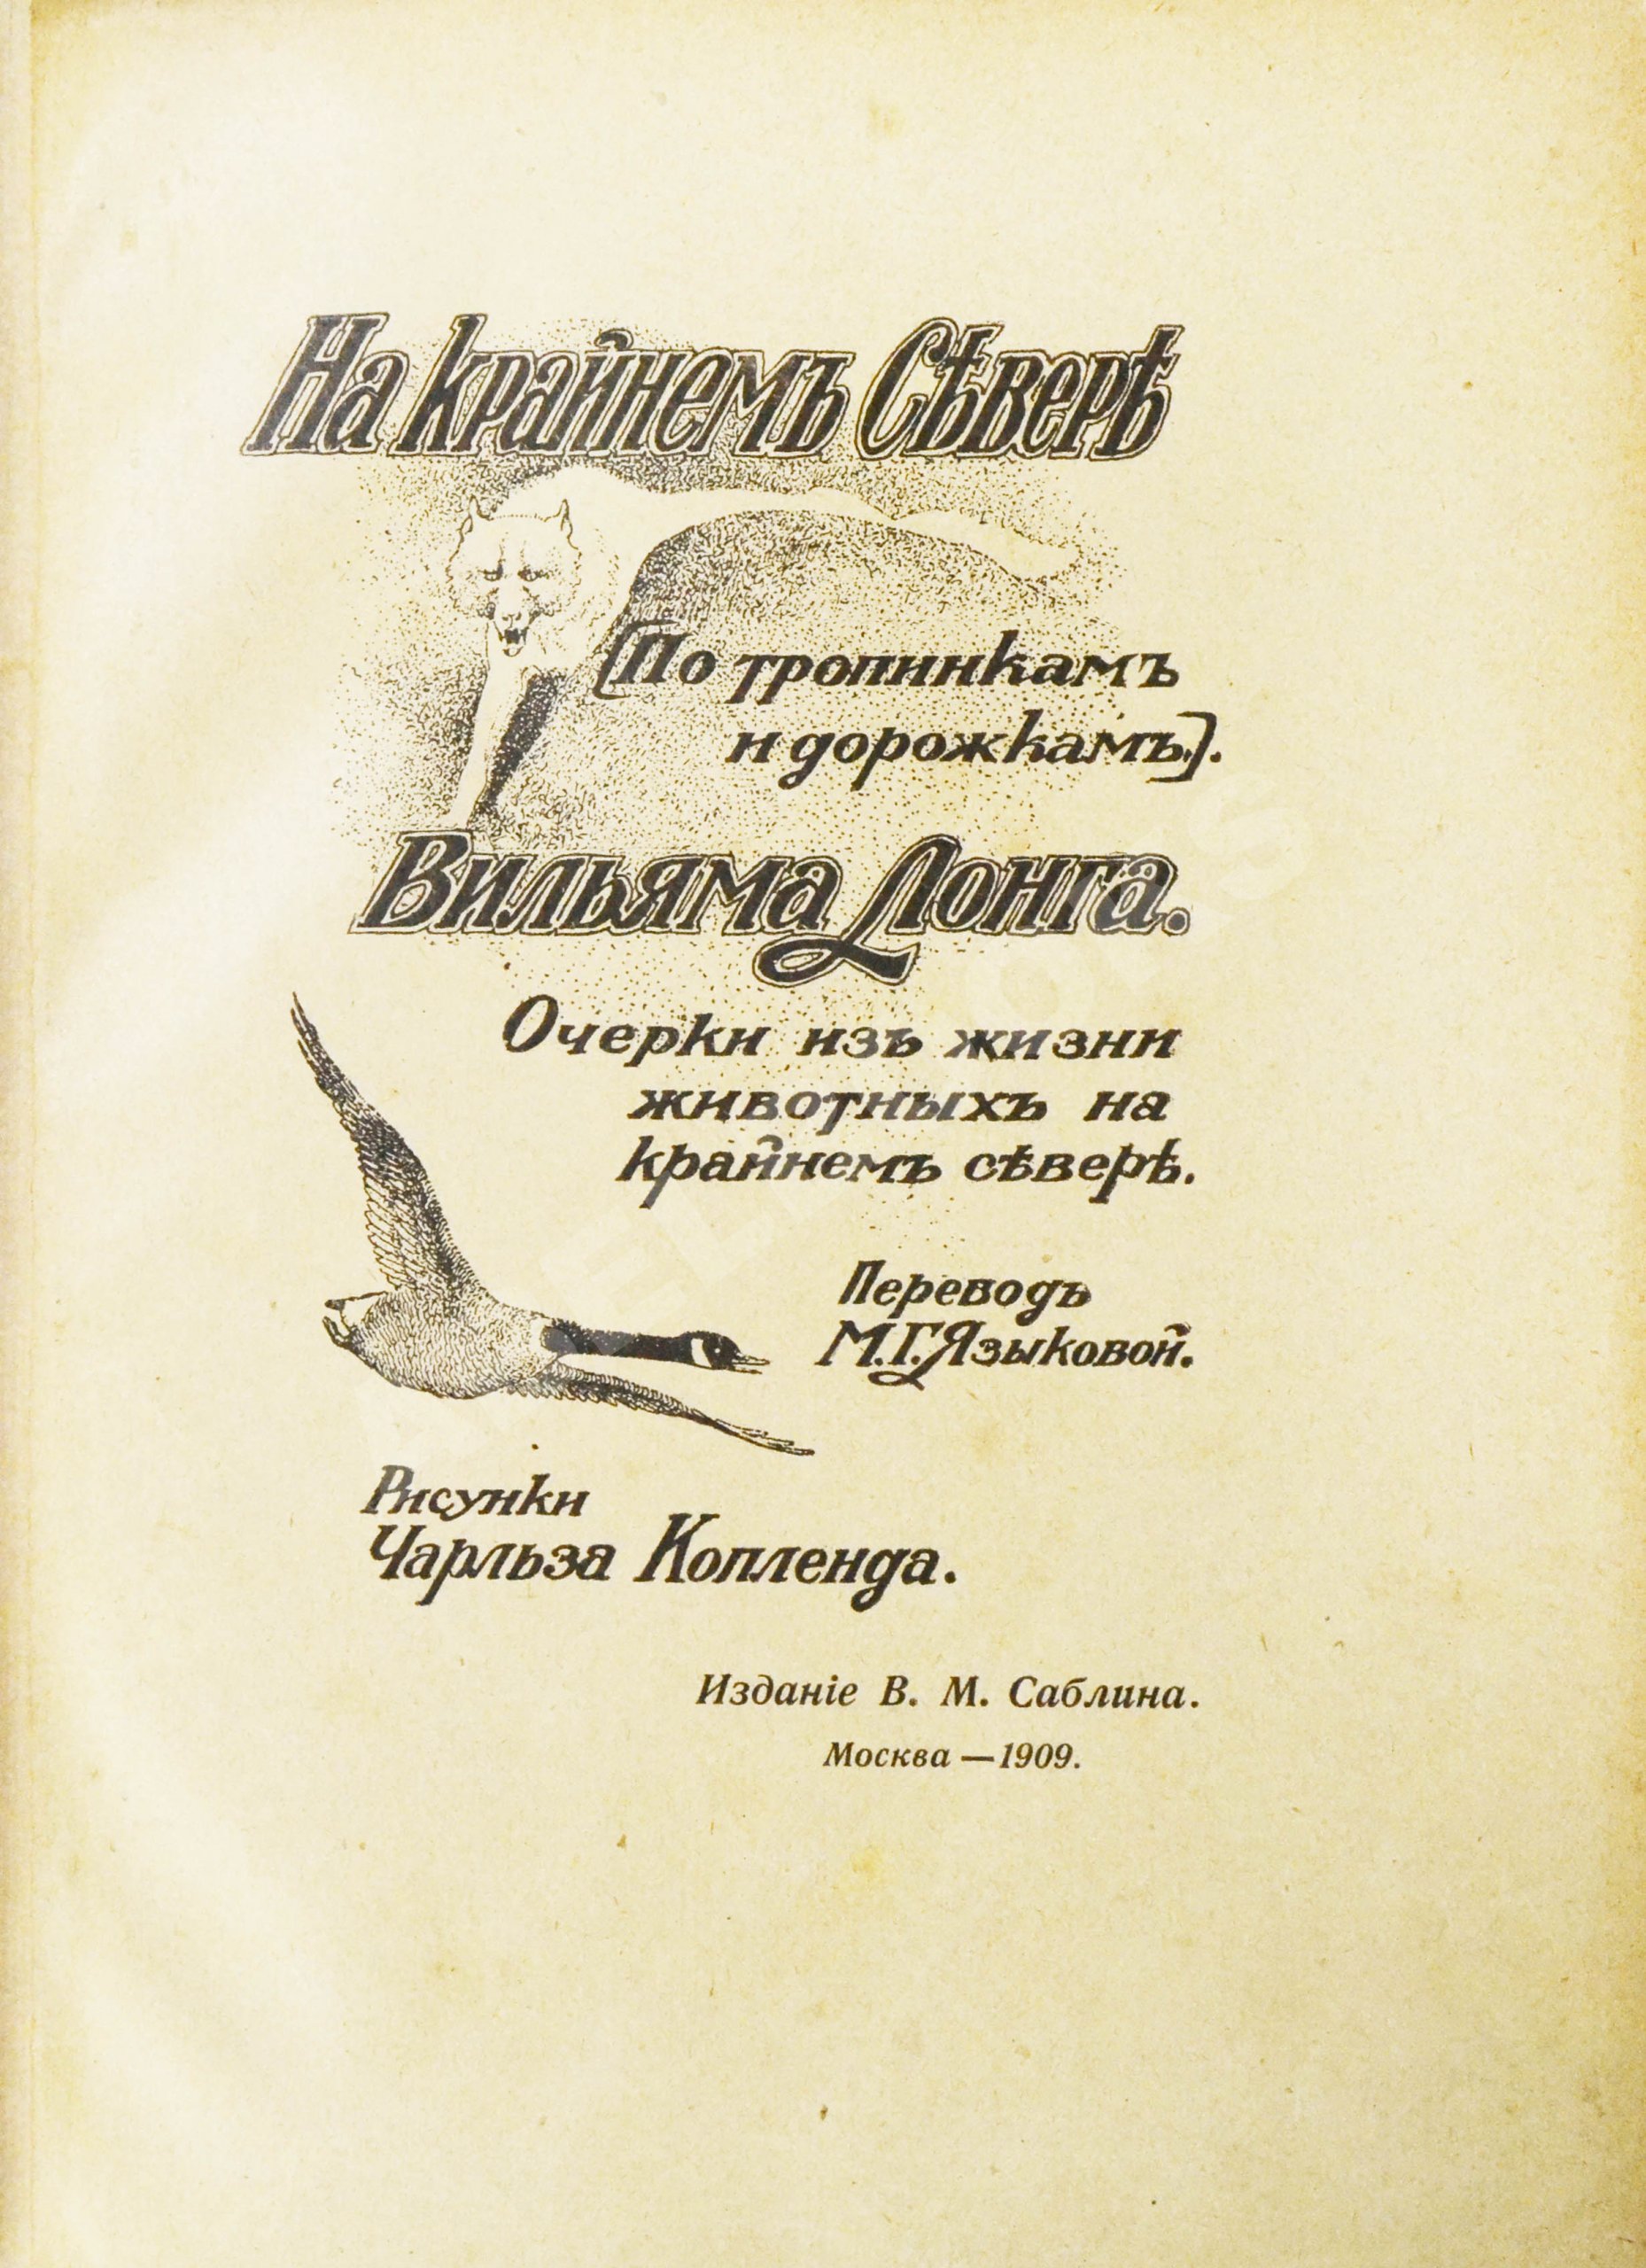 На крайнемъ Сѣверѣ
[По тропинкамъ
и дорожкамъ].
Вильяма Лонга.
Очерки изъ жизни
животныхъ на
крайнемъ сѣверѣ.
Переводъ
М.Г.Языковой.
Рисунки
Чарльза Копленда.
Изданіе В. М. Саблина.
Москва —1909.